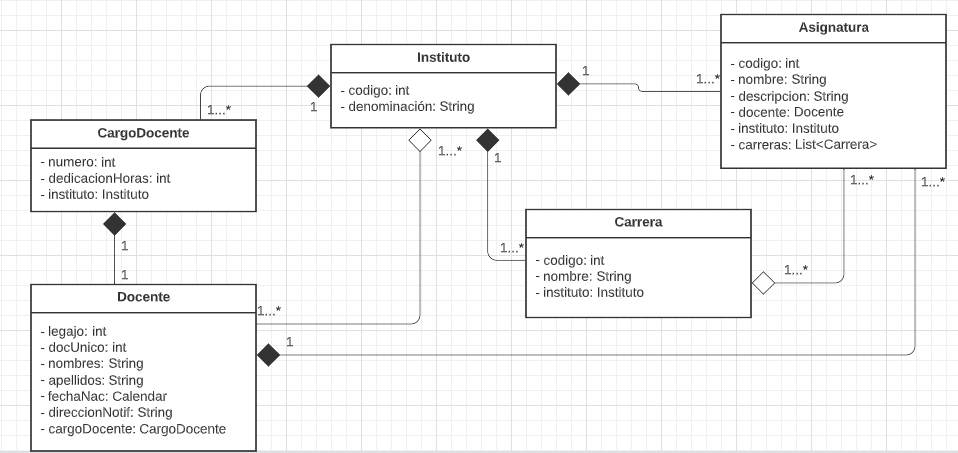 Instituto
- codigo: int
- denominación: String
Asignatura
- codigo: int
- nombre: String
- descripcion: String
- docente: Docente
- instituto: Instituto
- carreras: List<Carrera>
1
1...*
1
1...*
CargoDocente
- numero: int
- dedicacionHoras: int
- instituto: Instituto
1...*
1
1...*
1...*
1...*
Carrera
- codigo: int
- nombre: String
- instituto: Instituto
1...*
1
1
Docente
- legajo: int
- docUnico: int
- nombres: String
- apellidos: String
- fechaNac: Calendar
- direccionNotif: String
- cargoDocente: CargoDocente
1...*
1